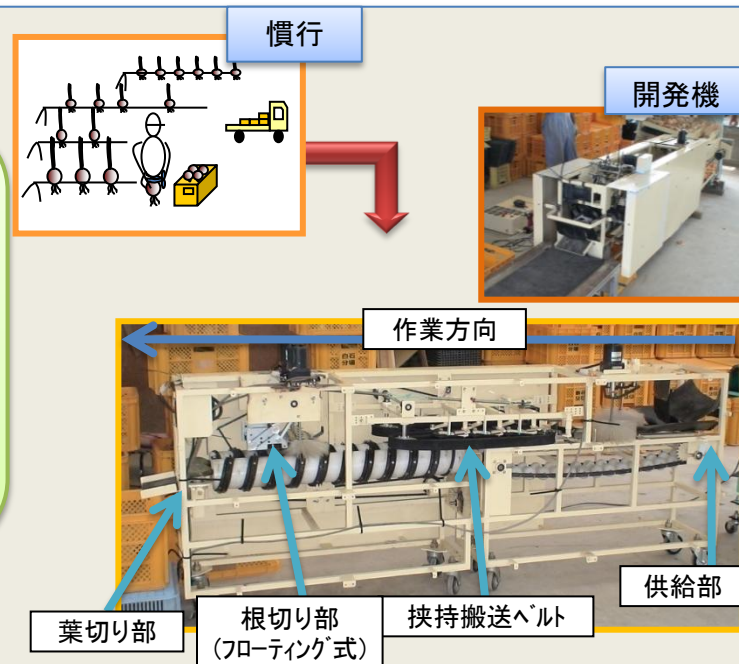 慣行
開発機
作業方向
葉切り部
根切り部
(フローティング式)
挟持搬送ベルト
供給部